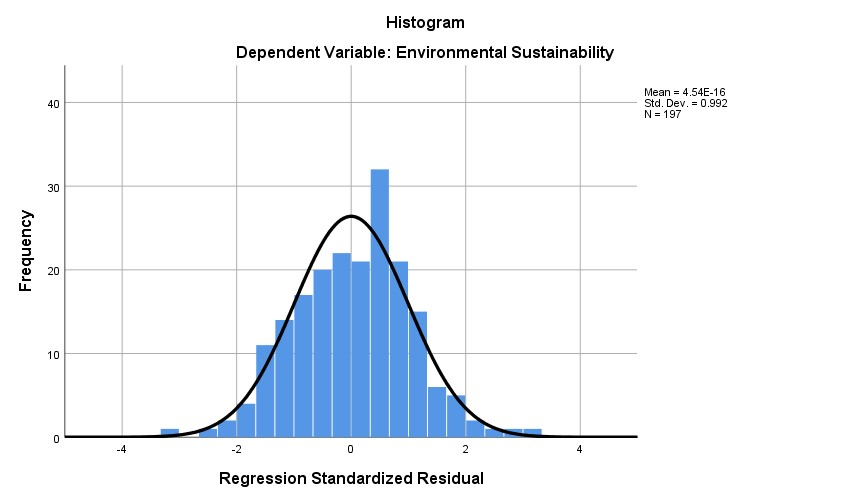 Histogram
Dependent Variable: Environmental Sustainability
Mean = 4.54E-16
Std. Dev. = 0.992
N = 197
40
30
20
10
0
Frequency
-4
-2
0
2
4
Regression Standardized Residual